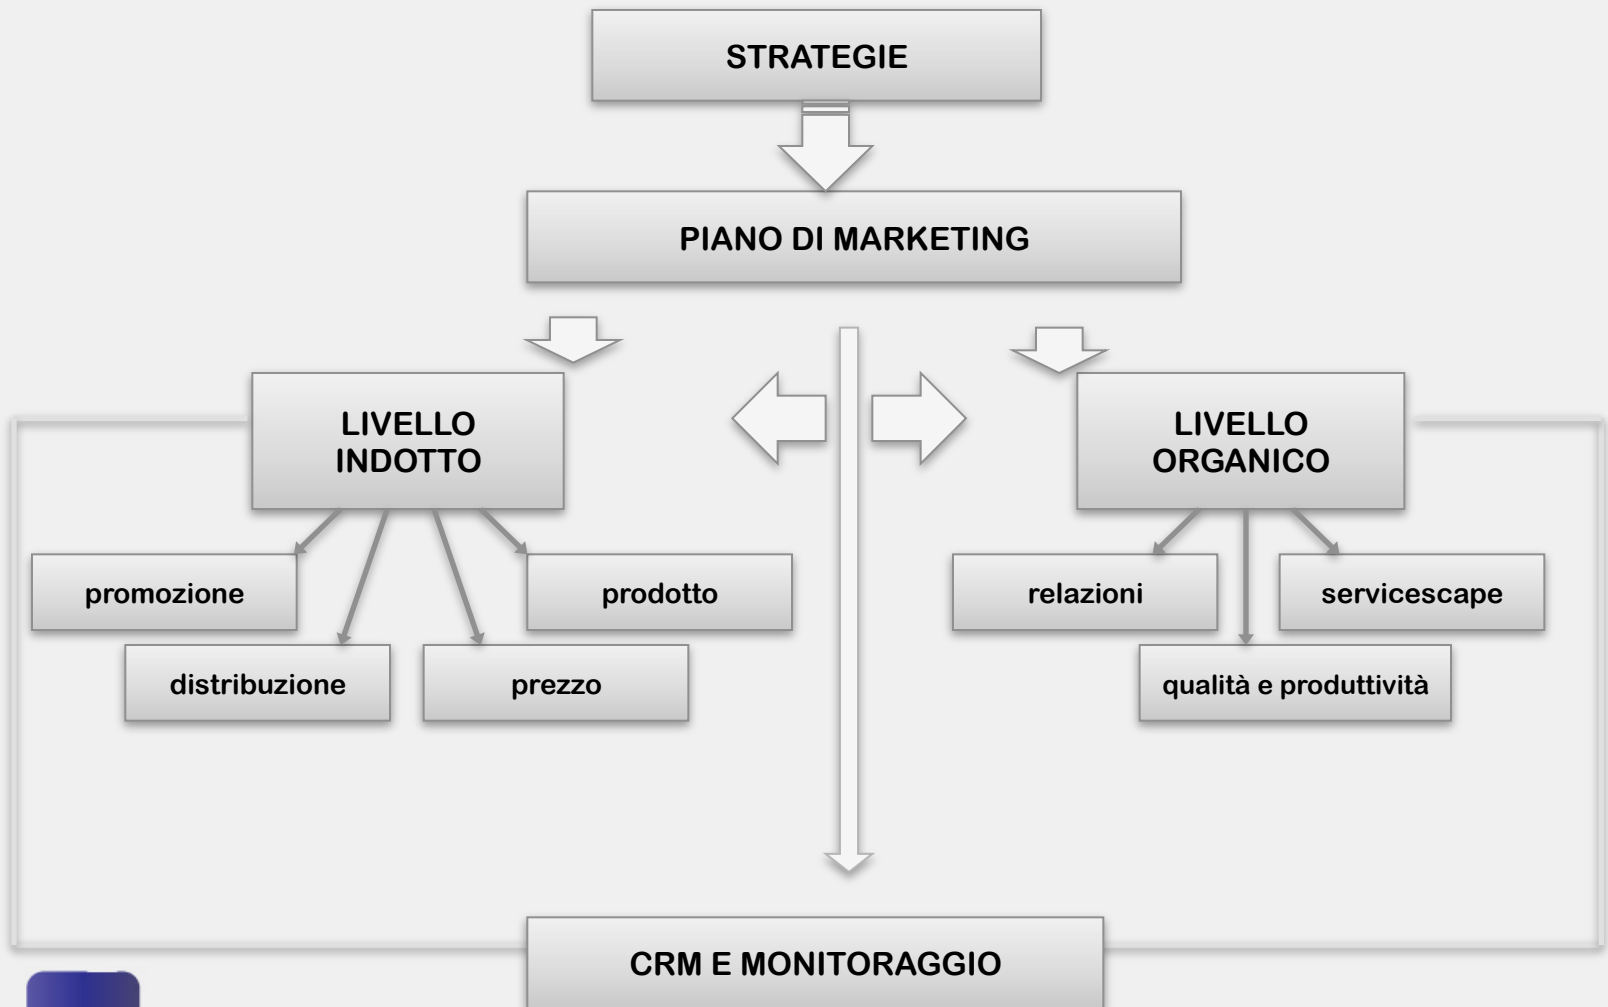 STRATEGIE
PIANO DI MARKETING
LIVELLO
INDOTTO
LIVELLO
ORGANICO
promozione
prodotto
relazioni
servicescape
distribuzione
prezzo
qualità e produttività
CRM E MONITORAGGIO